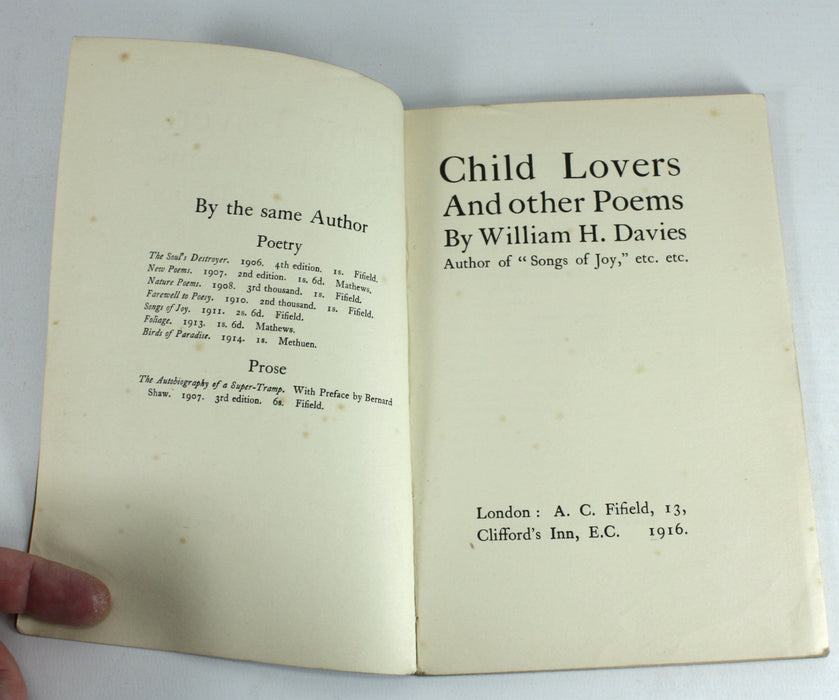 By the same Author
Poetry
The Soul's Destroyer. 1906. 4th edition. 1s. Fifield.
New Poems. 1907. 2nd edition. 1s. 6d. Mathews.
Nature Poems. 1908. 3rd thousand. 1s. Fifield.
Farewell to Poesy. 1910. 2nd thousand. 1s. Fifield.
Songs of Joy. 1911. 2s. 6d. Fifield.
Foliage. 1913. 1s. 6d. Mathews.
Birds of Paradise. 1914. 1s. Methuen.
Prose
The Autobiography of a Super-Tramp. With Preface by Bernard
Shaw. 1907. 3rd edition. 6s. Fifield.
Child Lovers
And other Poems
By William H. Davies
Author of "Songs of Joy," etc. etc.
London: A. C. Fifield, 13,
Clifford's Inn, E.C. 1916.